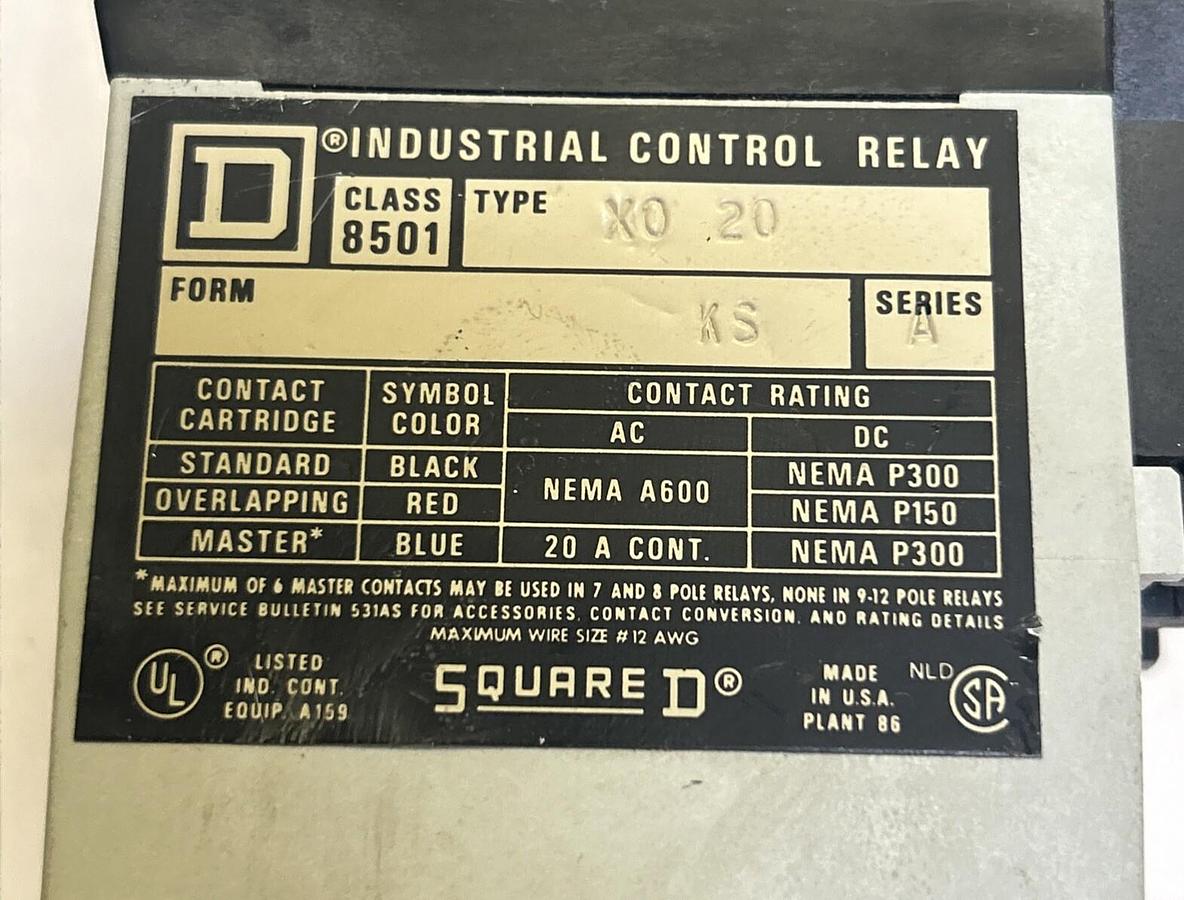 D ® INDUSTRIAL CONTROL RELAY
CLASS 8501
TYPE XO 20
FORM KS
SERIES A
CONTACT CARTRIDGE
SYMBOL COLOR
CONTACT RATING
AC
DC
STANDARD
BLACK
NEMA A600
NEMA P300
OVERLAPPING
RED
NEMA P150
MASTER*
BLUE
20 A CONT.
NEMA P300
*MAXIMUM OF 6 MASTER CONTACTS MAY BE USED IN 7 AND 8 POLE RELAYS, NONE IN 9-12 POLE RELAYS
SEE SERVICE BULLETIN 531AS FOR ACCESSORIES, CONTACT CONVERSION, AND RATING DETAILS
MAXIMUM WIRE SIZE #12 AWG
UL ®
LISTED
IND. CONT.
EQUIP. A159
SQUARE D ®
MADE
IN U.S.A.
PLANT 86
NLD
SA